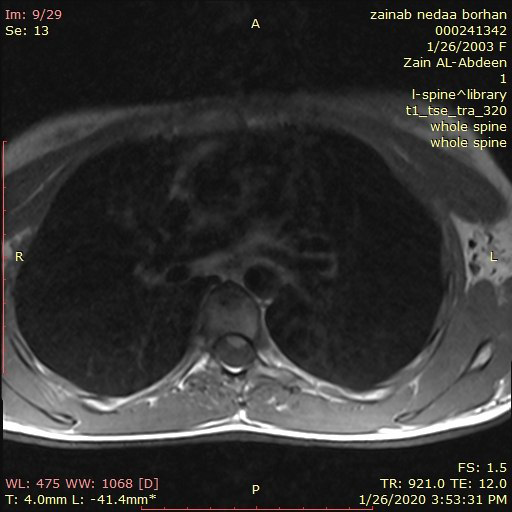 Im: 9/29
Se: 13
A
zainab nedaa borhan
000241342
1/26/2003 F
Zain AL-Abdeen
1
l-spine^library
t1_tse_tra_320
whole spine
whole spine
R
L
WL: 475 WW: 1068 [D]
T: 4.0mm L: -41.4mm*
P
FS: 1.5
TR: 921.0 TE: 12.0
1/26/2020 3:53:31 PM